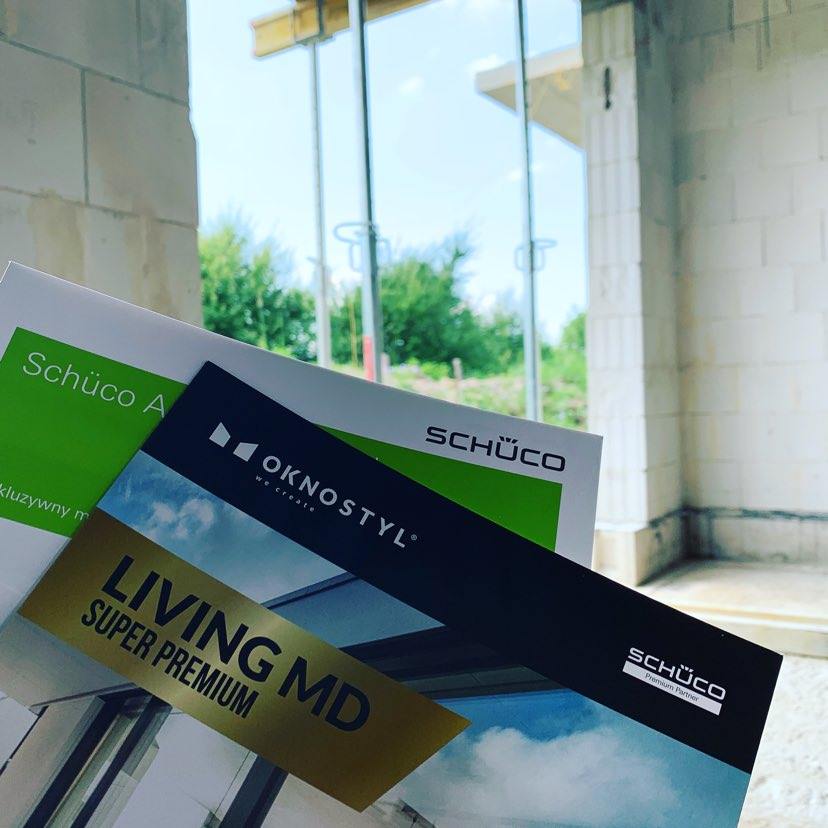 Schüco A
SCHÜCO
kluzywny m
OKNOSTYL®
we create
LIVING MD
SUPER PREMIUM
SCHÜCO
Premium Partner